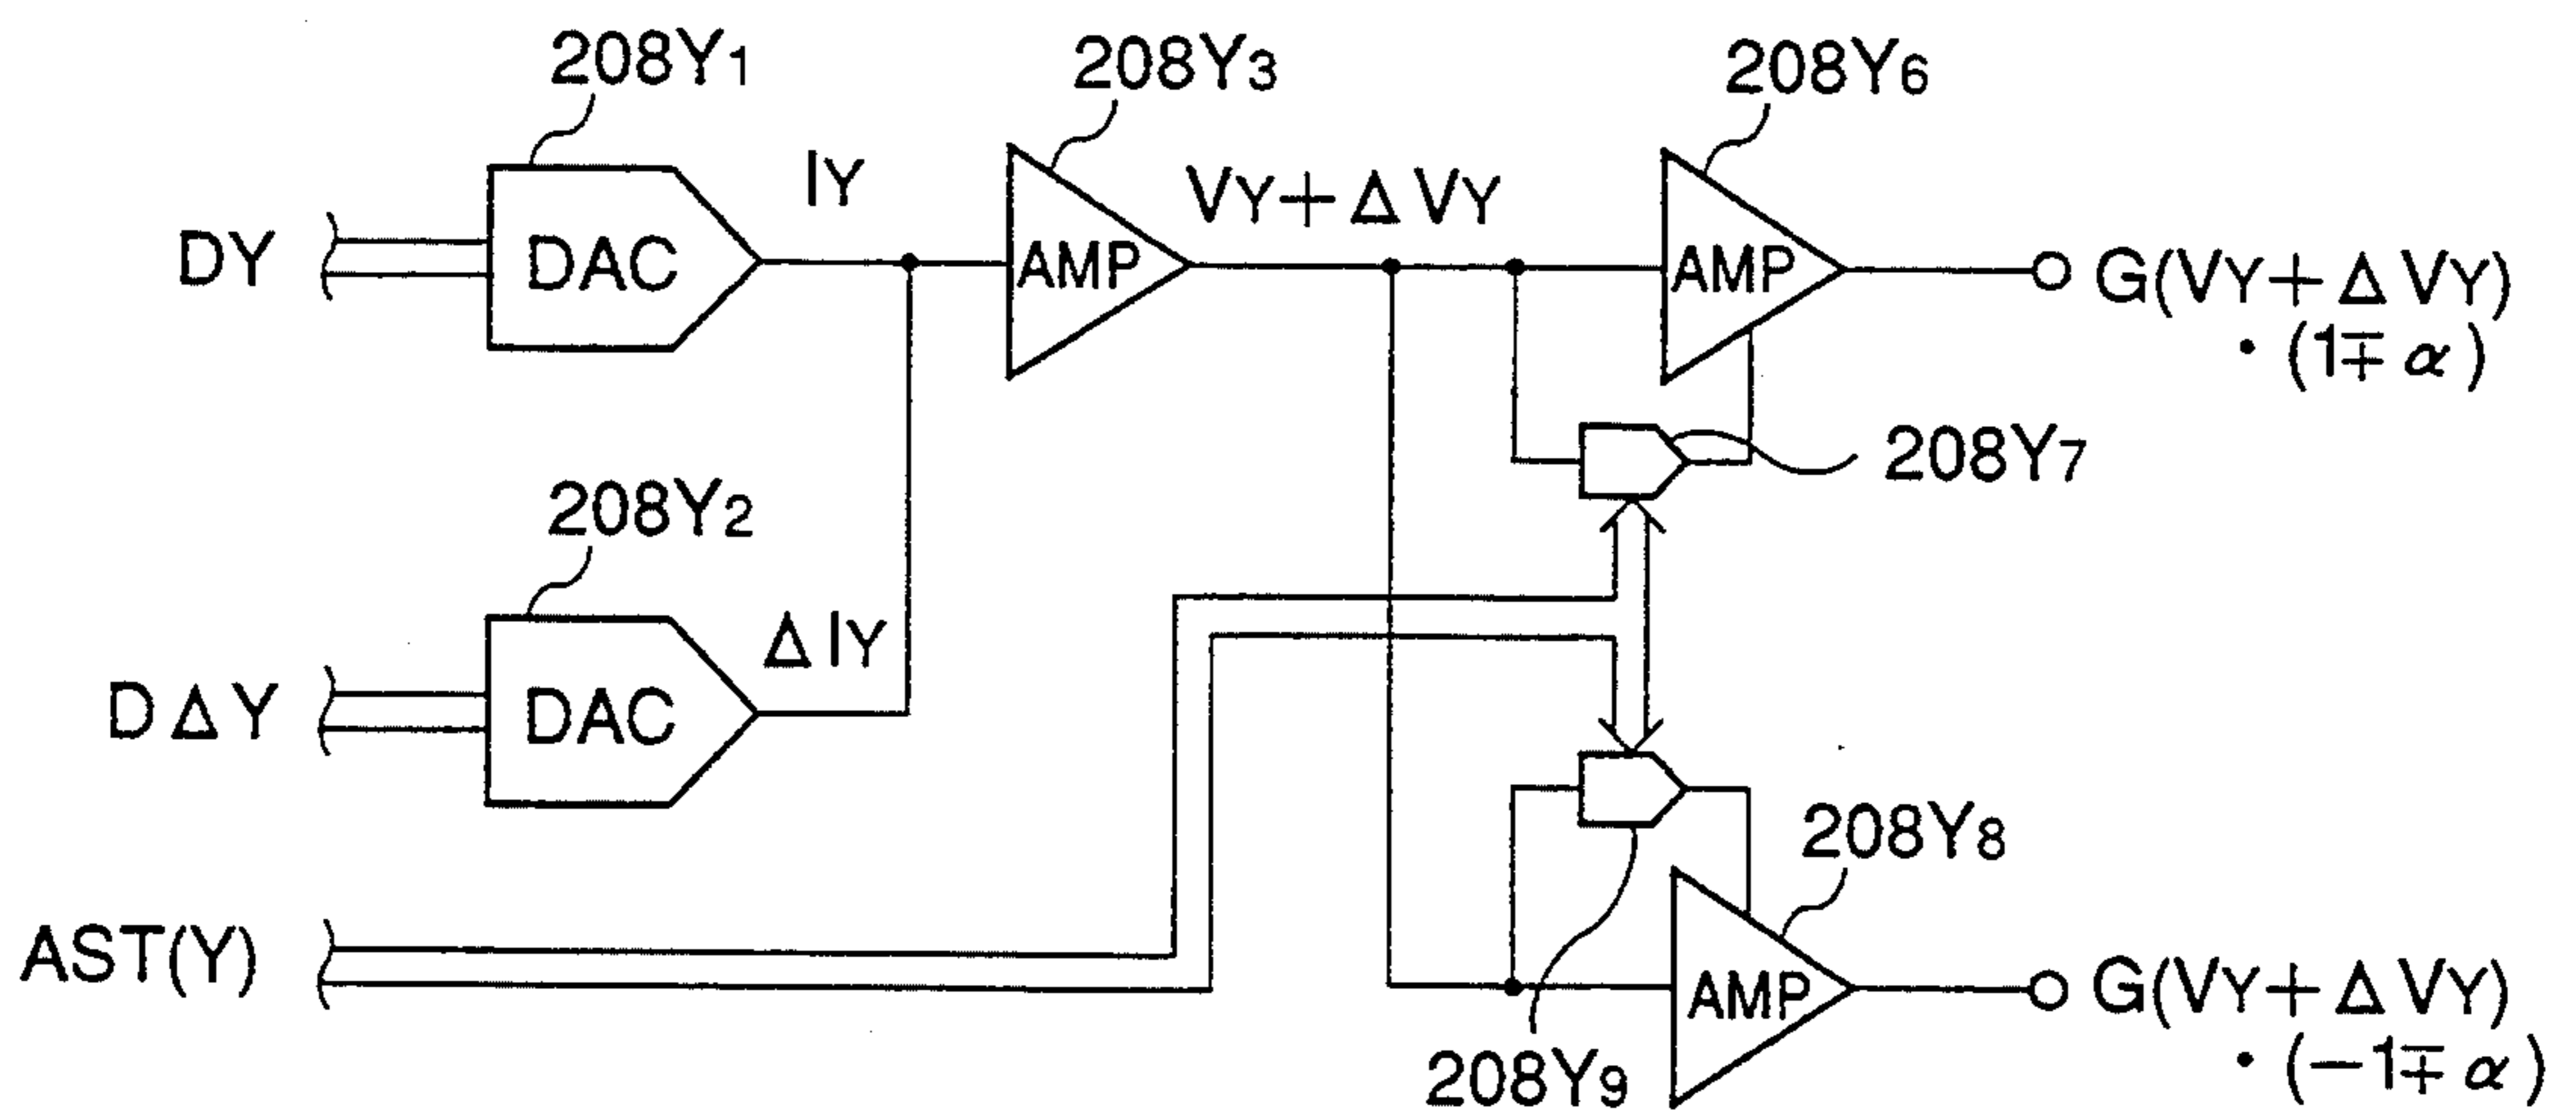 208Y1
208Y3
208Y6
IY
VY+ΔVY
DY
DAC
AMP
AMP
G(VY+ΔVY)
・(1∓α)
208Y7
208Y2
ΔIY
DΔY
DAC
208Y8
AST(Y)
AMP
G(VY+ΔVY)
・(−1∓α)
208Y9